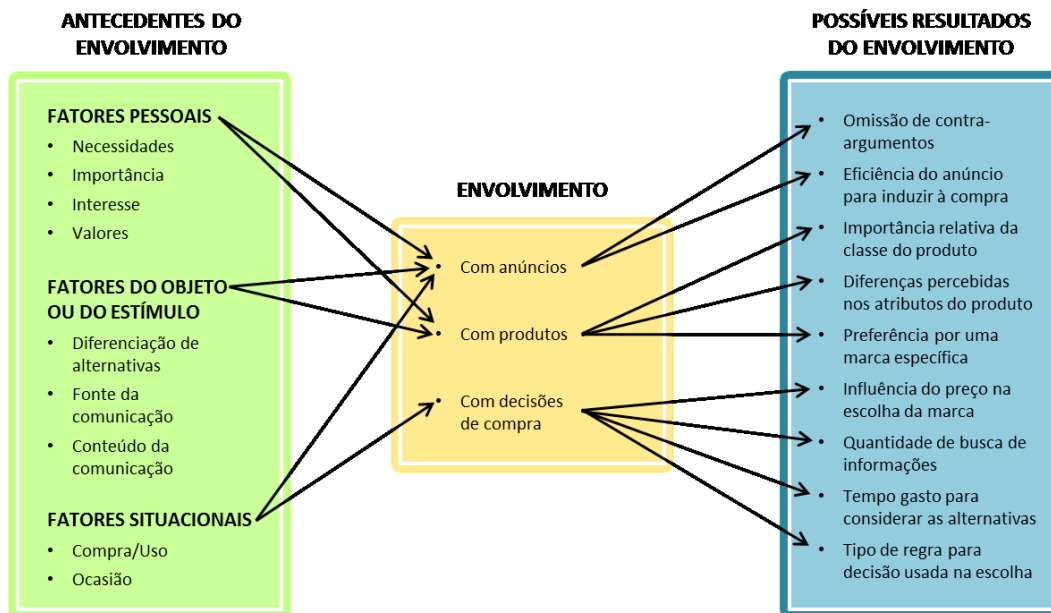 ANTECEDENTES DO
ENVOLVIMENTO
FATORES PESSOAIS
• Necessidades
• Importância
• Interesse
• Valores
FATORES DO OBJETO
OU DO ESTÍMULO
• Diferenciação de
alternativas
• Fonte da
comunicação
• Conteúdo da
comunicação
FATORES SITUACIONAIS
• Compra/Uso
• Ocasião
ENVOLVIMENTO
• Com anúncios
• Com produtos
• Com decisões
de compra
POSSÍVEIS RESULTADOS
DO ENVOLVIMENTO
• Omissão de contra-
argumentos
• Eficiência do anúncio
para induzir à compra
• Importância relativa da
classe do produto
• Diferenças percebidas
nos atributos do produto
• Preferência por uma
marca específica
• Influência do preço na
escolha da marca
• Quantidade de busca de
informações
• Tempo gasto para
considerar as alternativas
• Tipo de regra para
decisão usada na escolha